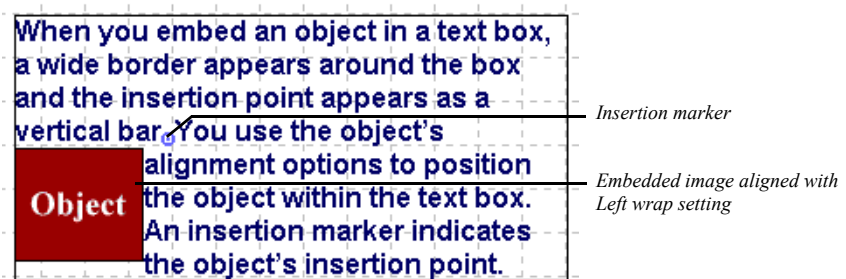 When you embed an object in a text box,
a wide border appears around the box
and the insertion point appears as a
vertical bar. You use the object's
alignment options to position
the object within the text box.
An insertion marker indicates
the object's insertion point.
Object
Insertion marker
Embedded image aligned with
Left wrap setting